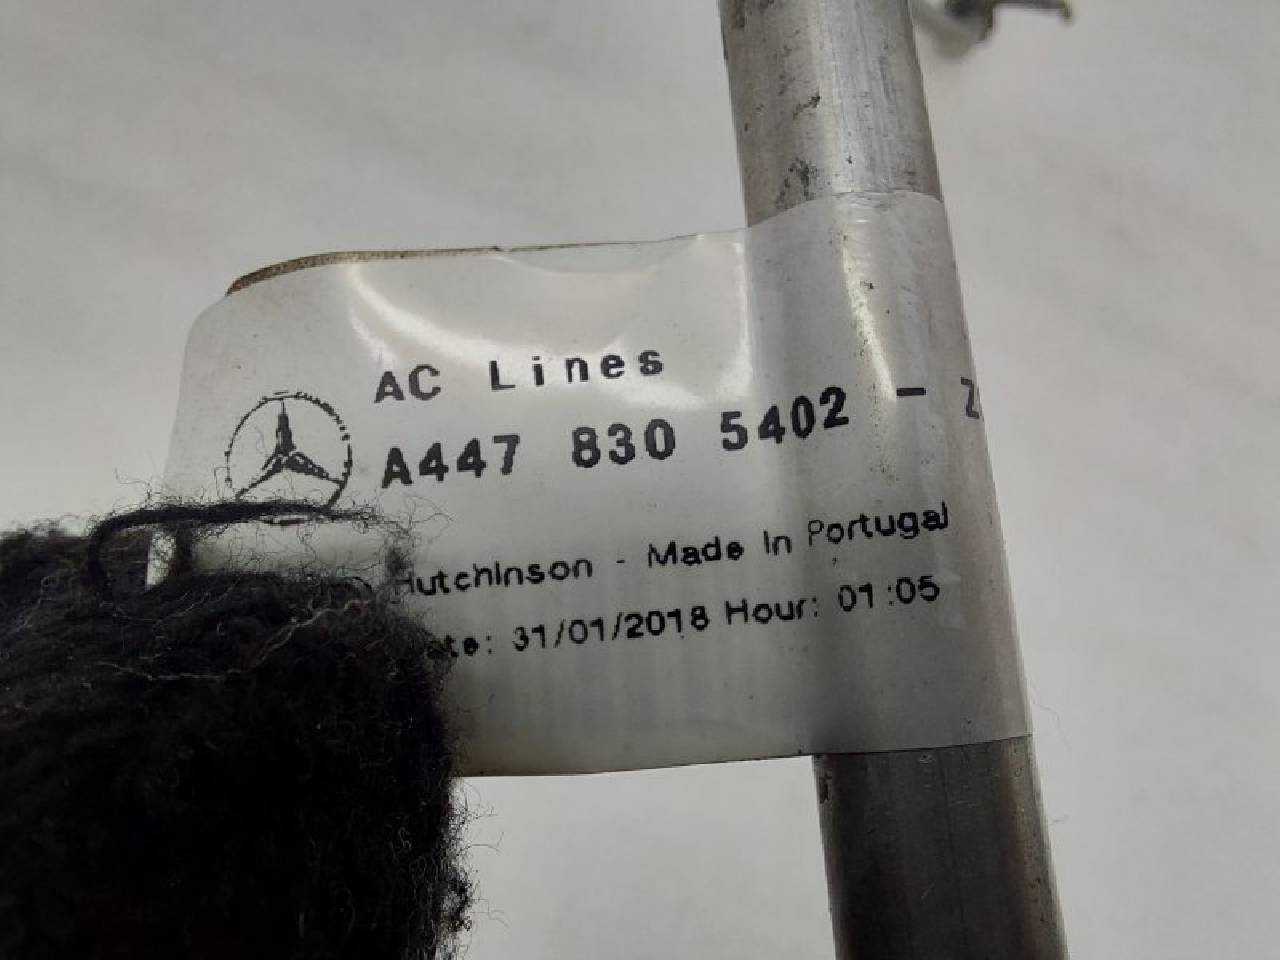 AC Lines
A447 830 5402 -
Hutchinson - Made In Portugal
31/01/2018 Hour: 01:05